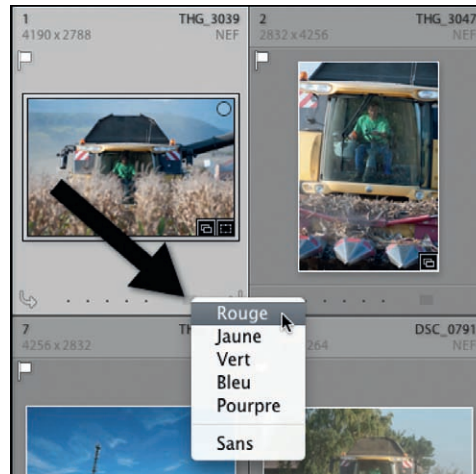 1 THG_3039
4190 x 2788 NEF
2 THG_3047
2832 x 4256 NEF
Rouge
Jaune
Vert
Bleu
Pourpre
Sans
7
4256 x 2832
DSC_0791
NEF